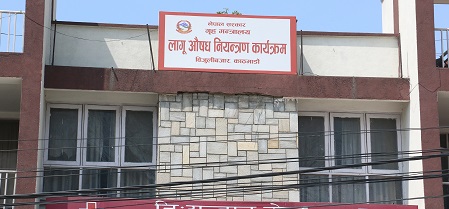 नेपाल सरकार
गृह मन्त्रालय
लागू औषध नियन्त्रण कार्यक्रम
बिजुलीबजार, काठमाडौं